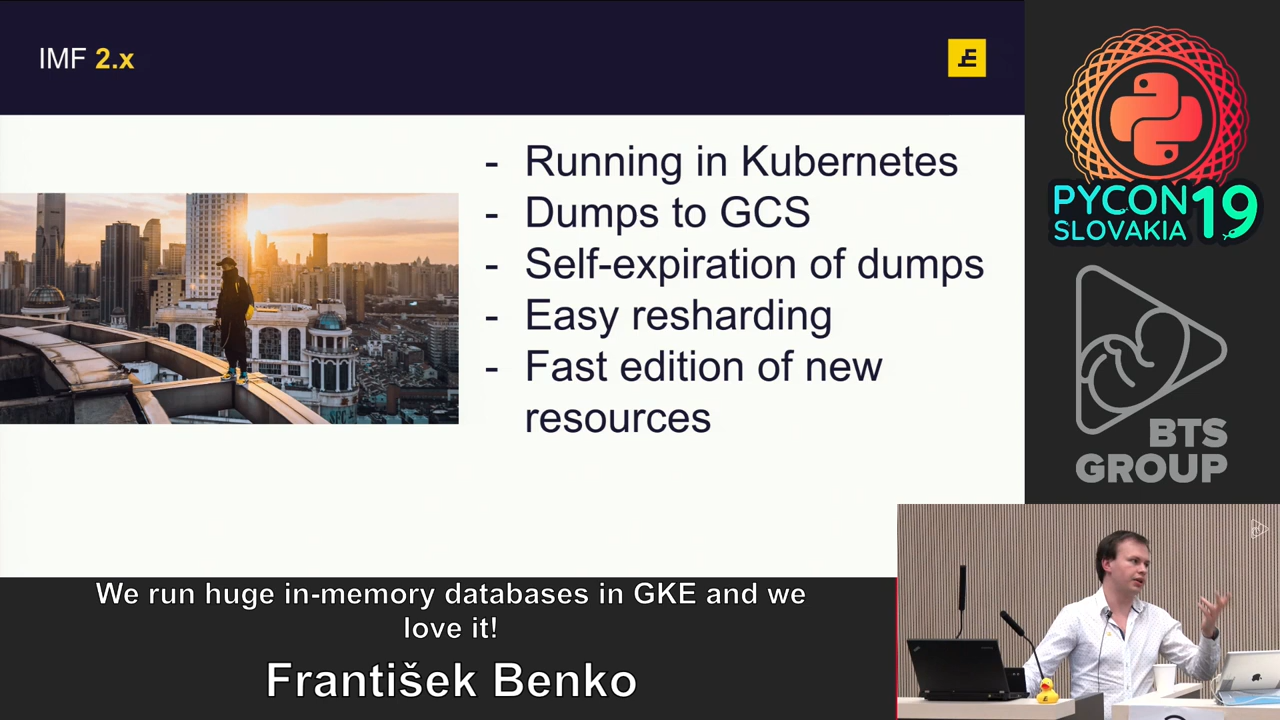 IMF 2.x
- Running in Kubernetes
- Dumps to GCS
- Self-expiration of dumps
- Easy resharding
- Fast edition of new
resources
PYCON 19
SLOVAKIA
BTS
GROUP
We run huge in-memory databases in GKE and we
love it!
František Benko